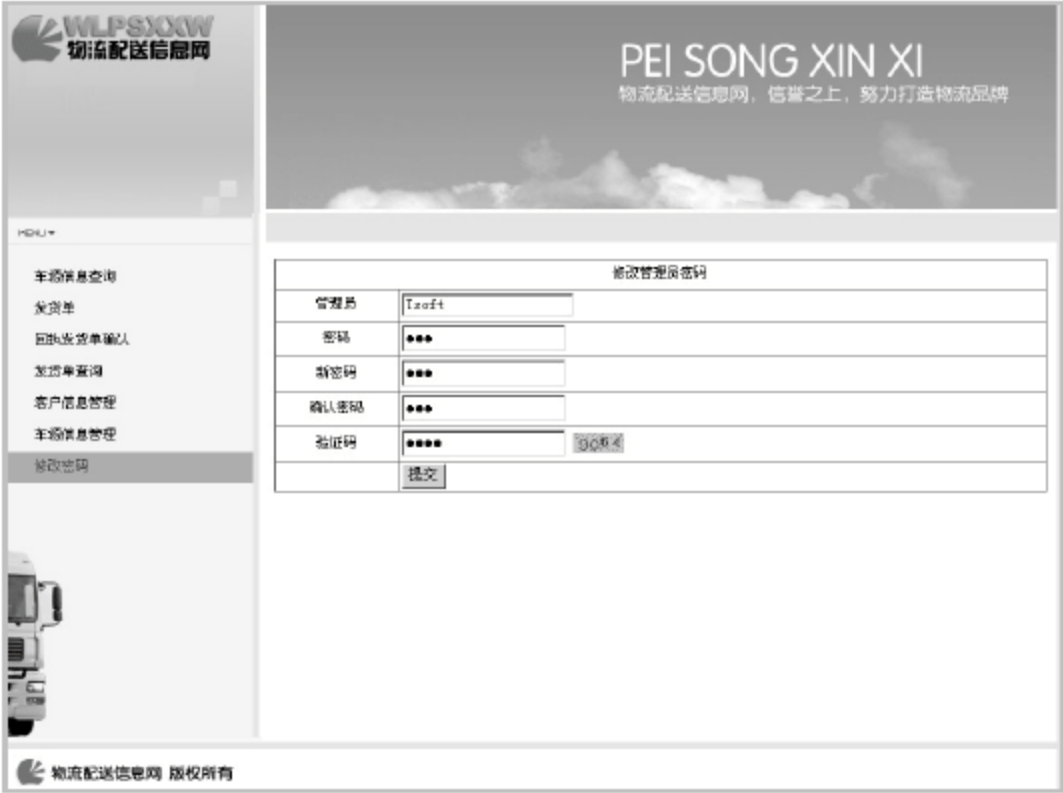 WLPSXXW
物流配送信息网
PEI SONG XIN XI
物流配送信息网，信誉之上，努力打造物流品牌
MENU
车源信息查询
发货单
回执发货单确认
发货单查询
客户信息管理
车源信息管理
修改密码
修改管理员密码
管理员
Tsoft
密码
新密码
确认密码
验证码
提交
物流配送信息网 版权所有